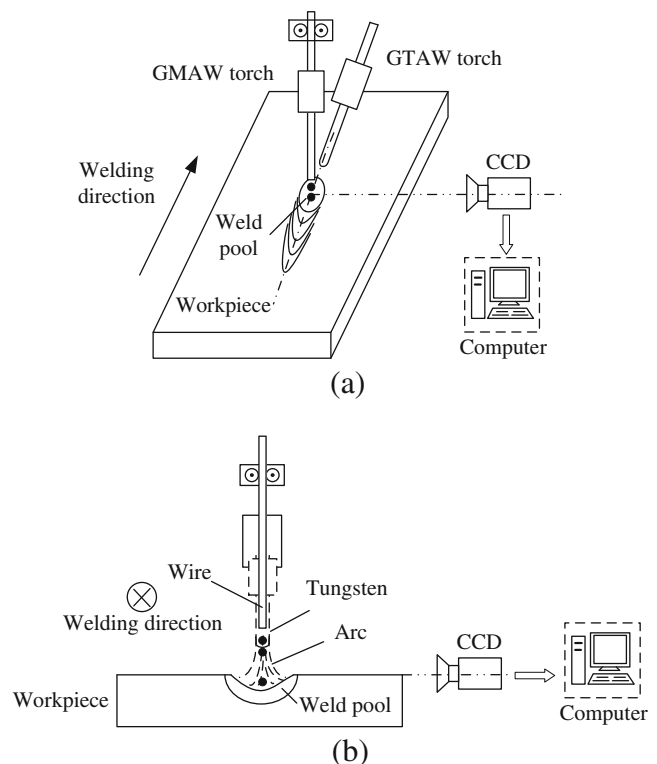 GMAW torch
GTAW torch
Welding
direction
CCD
Weld
pool
Workpiece
Computer
(a)
Wire
Tungsten
Welding direction
Arc
CCD
Workpiece
Weld pool
Computer
(b)